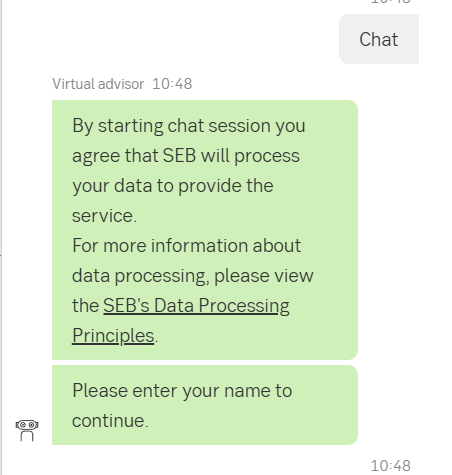 Chat
Virtual advisor 10:48
By starting chat session you
agree that SEB will process
your data to provide the
service.
For more information about
data processing, please view
the SEB's Data Processing
Principles.
Please enter your name to
continue.
10:48